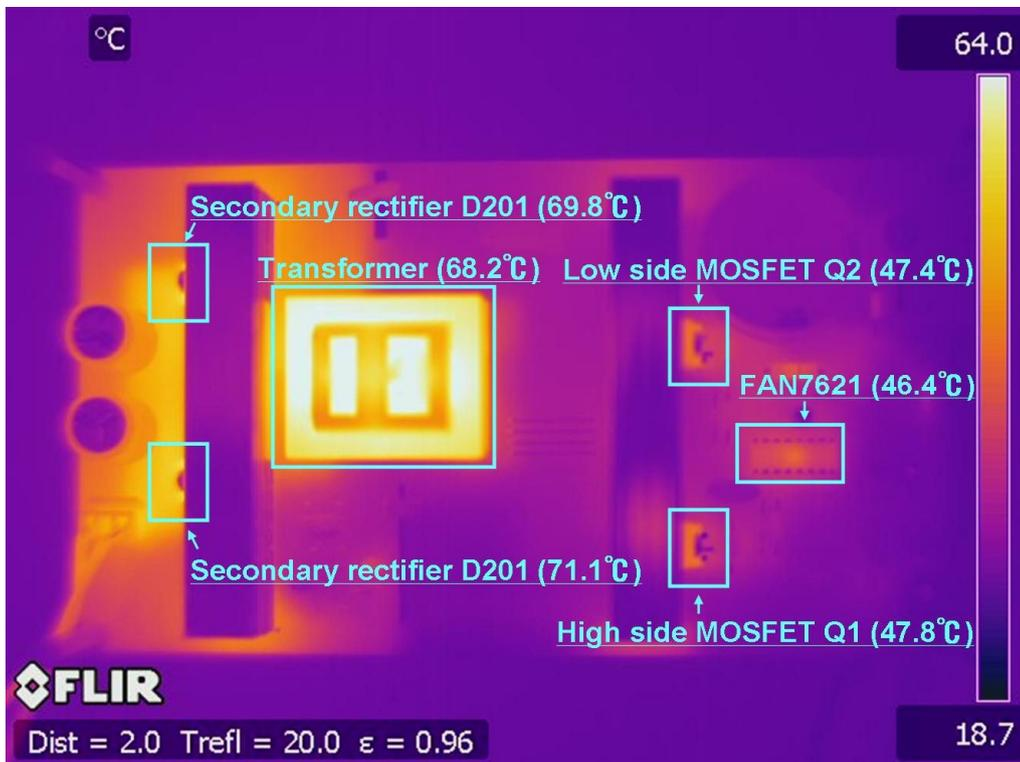 °C
64.0
Secondary rectifier D201 (69.8℃)
Transformer (68.2℃)
Low side MOSFET Q2 (47.4℃)
FAN7621 (46.4℃)
Secondary rectifier D201 (71.1℃)
High side MOSFET Q1 (47.8℃)
FLIR
Dist = 2.0 Trefl = 20.0 ε = 0.96
18.7